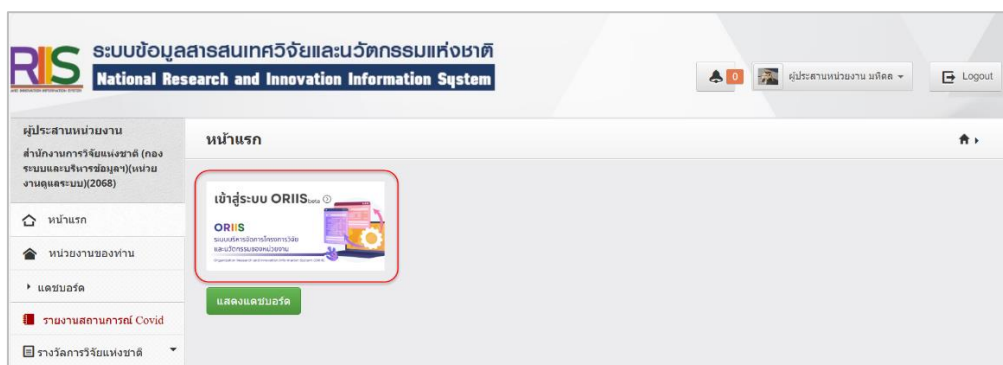 RIIS
ระบบข้อมูลสารสนเทศวิจัยและนวัตกรรมแห่งชาติ
National Research and Innovation Information System
0
ผู้ประสานหน่วยงาน มหิดล
Logout
ผู้ประสานหน่วยงาน
สำนักงานการวิจัยแห่งชาติ (กอง
ระบบและบริหารข้อมูลฯ)(หน่วย
งานดูแลระบบ)(2068)
หน้าแรก
หน่วยงานของท่าน
แดชบอร์ด
รายงานสถานการณ์ Covid
รางวัลการวิจัยแห่งชาติ
หน้าแรก
เข้าสู่ระบบ ORIIS beta
ORIIS
ระบบบริหารจัดการโครงการวิจัย
และนวัตกรรมของหน่วยงาน
แสดงแดชบอร์ด